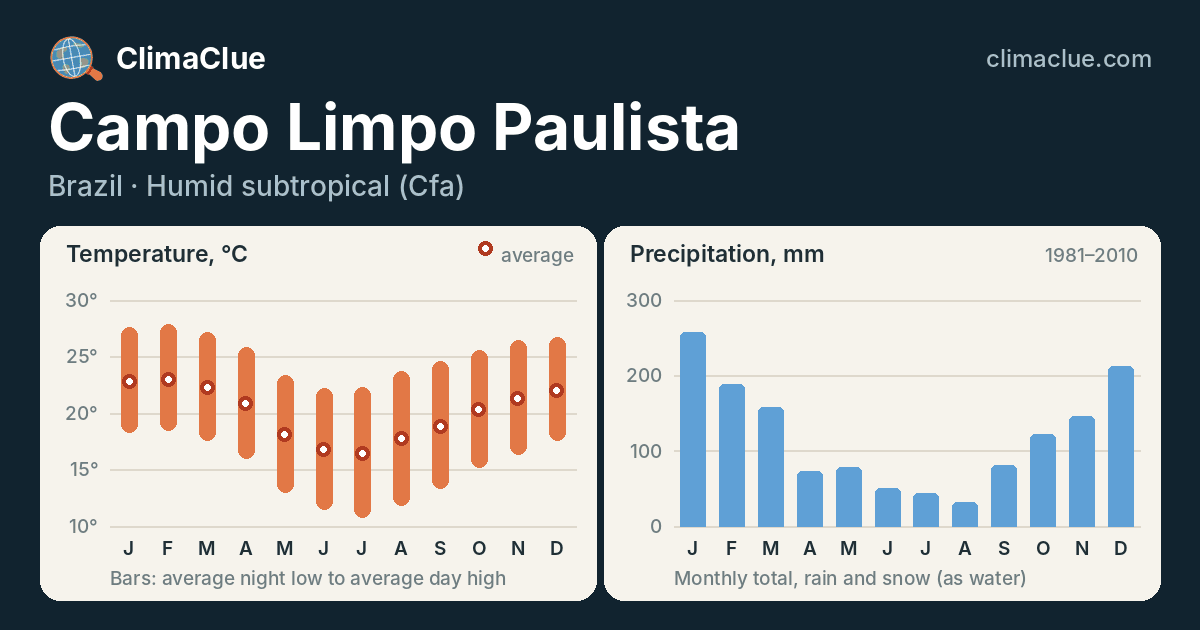 ClimaClue
climaclue.com
Campo Limpo Paulista
Brazil · Humid subtropical (Cfa)
Temperature, °C
average
30°
25°
20°
15°
10°
J F M A M J J A S O N D
Bars: average night low to average day high
Precipitation, mm
1981–2010
300
200
100
0
J F M A M J J A S O N D
Monthly total, rain and snow (as water)